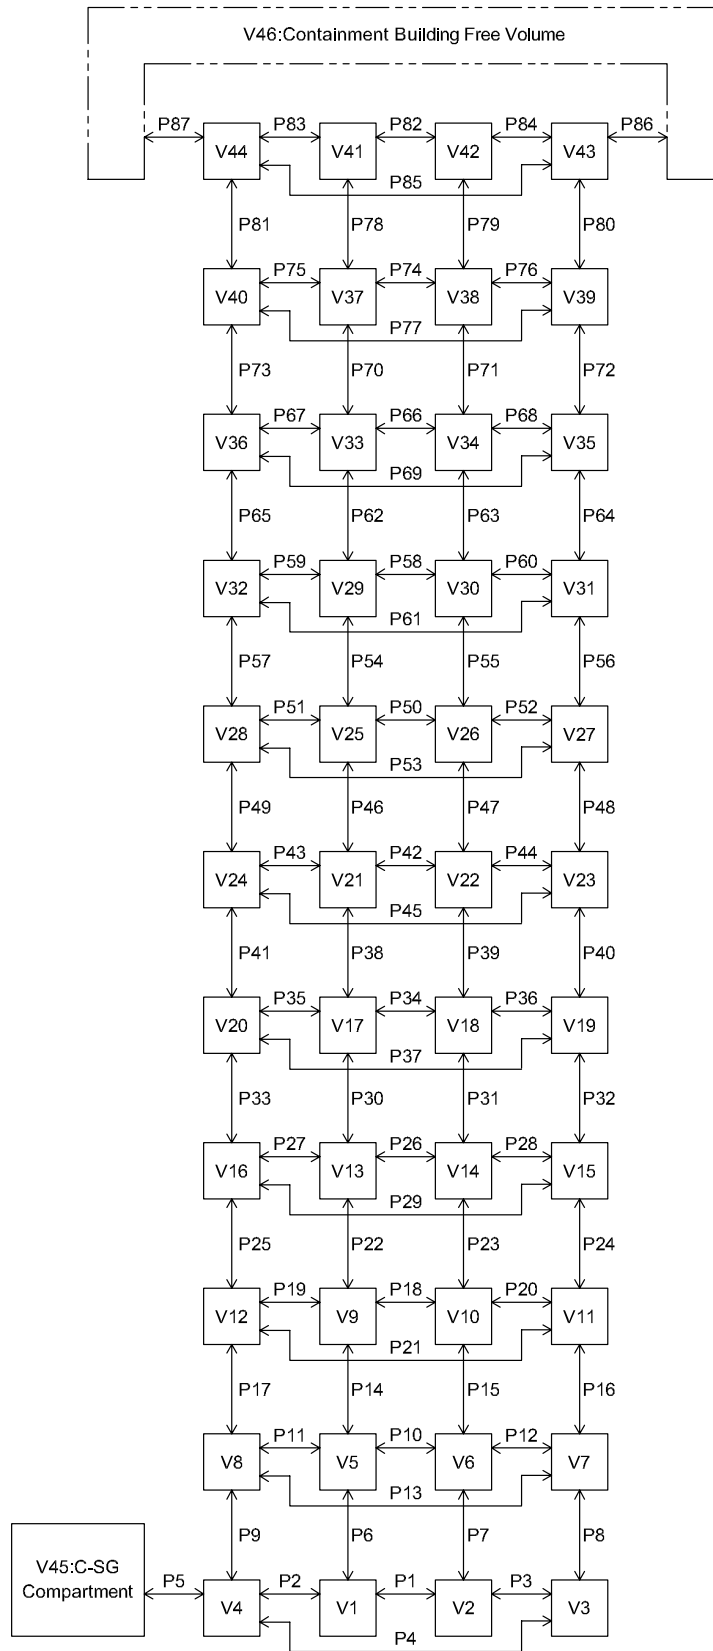 V46:Containment Building Free Volume
P87 P83 P82 P84 P86
V44 V41 V42 V43
P85
P81 P78 P79 P80
P75 P74 P76
V40 V37 V38 V39
P77
P73 P70 P71 P72
P67 P66 P68
V36 V33 V34 V35
P69
P65 P62 P63 P64
P59 P58 P60
V32 V29 V30 V31
P61
P57 P54 P55 P56
P51 P50 P52
V28 V25 V26 V27
P53
P49 P46 P47 P48
P43 P42 P44
V24 V21 V22 V23
P45
P41 P38 P39 P40
P35 P34 P36
V20 V17 V18 V19
P37
P33 P30 P31 P32
P27 P26 P28
V16 V13 V14 V15
P29
P25 P22 P23 P24
P19 P18 P20
V12 V9 V10 V11
P21
P17 P14 P15 P16
P11 P10 P12
V8 V5 V6 V7
P13
P9 P6 P7 P8
V45:C-SG
Compartment
P5 P2 P1 P3
V4 V1 V2 V3
P4